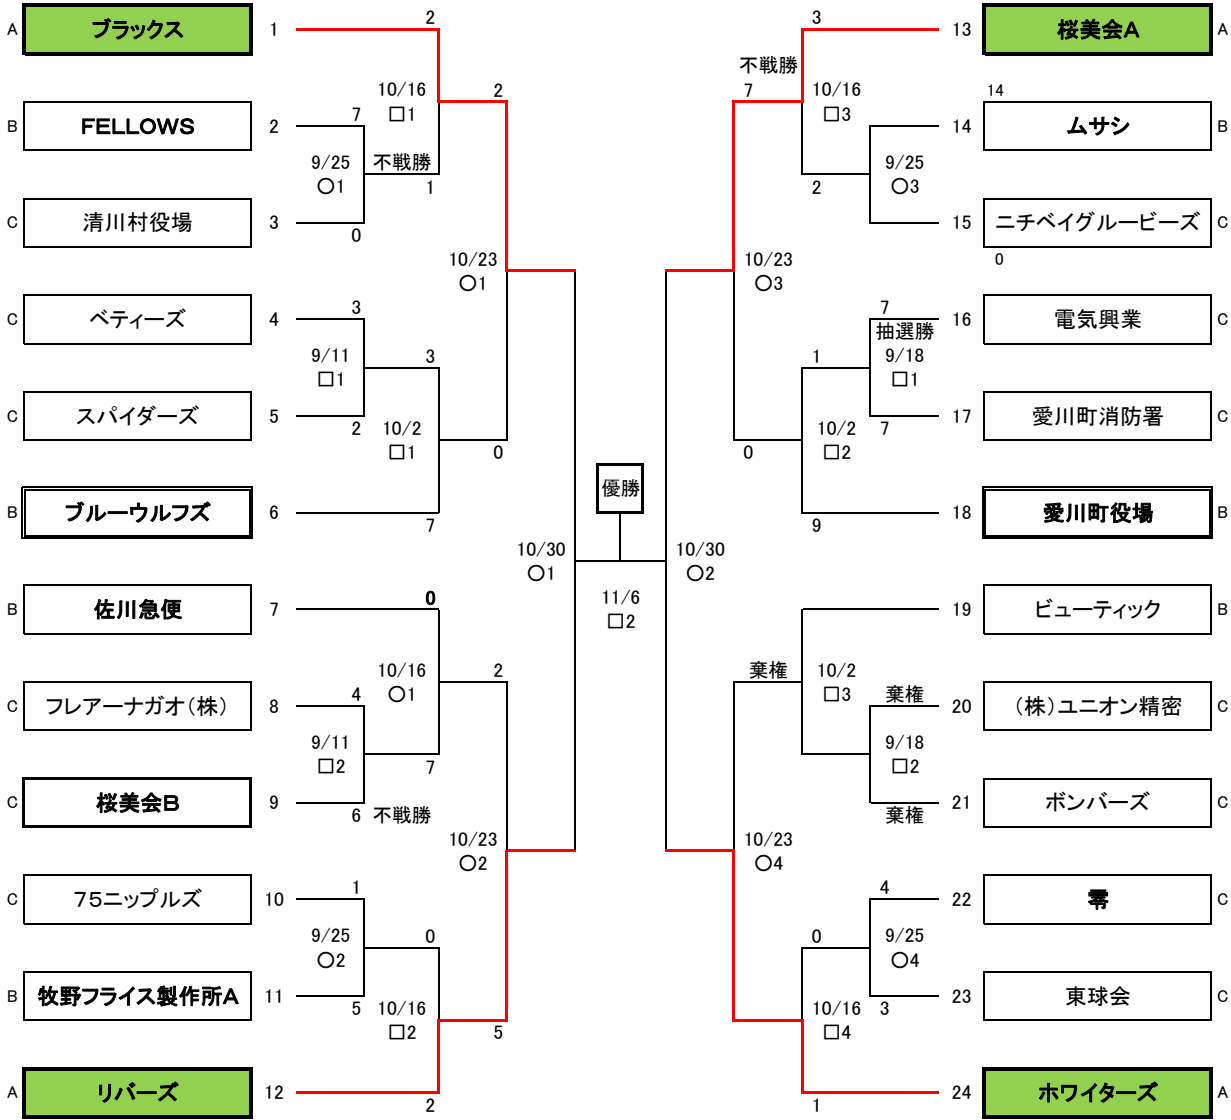 A ブラックス 1 2
B FELLOWS 2 7
10/16
□1
2
9/25
○1
不戦勝
1
C 清川村役場 3 0
10/23
○1
C ベティーズ 4 3
9/11
□1
3
C スパイダーズ 5 2
10/2
□1
0
B ブルーウルフズ 6 7
10/30
○1
B 佐川急便 7 0
10/16
○1
2
C フレアーナガオ(株) 8 4
9/11
□2
7
C 桜美会B 9 6 不戦勝
10/23
○2
C 75ニップルズ 10 1
9/25
○2
0
B 牧野フライス製作所A 11 5
10/16
□2
5
A リバーズ 12 2
優勝
11/6
□2
3 13 桜美会A A
不戦勝
7
10/16
□3
14
14 ムサシ B
9/25
○3
2
15 ニチベイグルービーズ C
0
10/23
○3
7 16 電気興業 C
抽選勝
1
9/18
□1
7 17 愛川町消防署 C
10/2
□2
0
9 18 愛川町役場 B
10/30
○2
19 ビューティック B
棄権
10/2
□3
棄権 20 (株)ユニオン精密 C
9/18
□2
棄権 21 ボンバーズ C
10/23
○4
4 22 零 C
0
9/25
○4
3 23 東球会 C
10/16
□4
1 24 ホワイターズ A